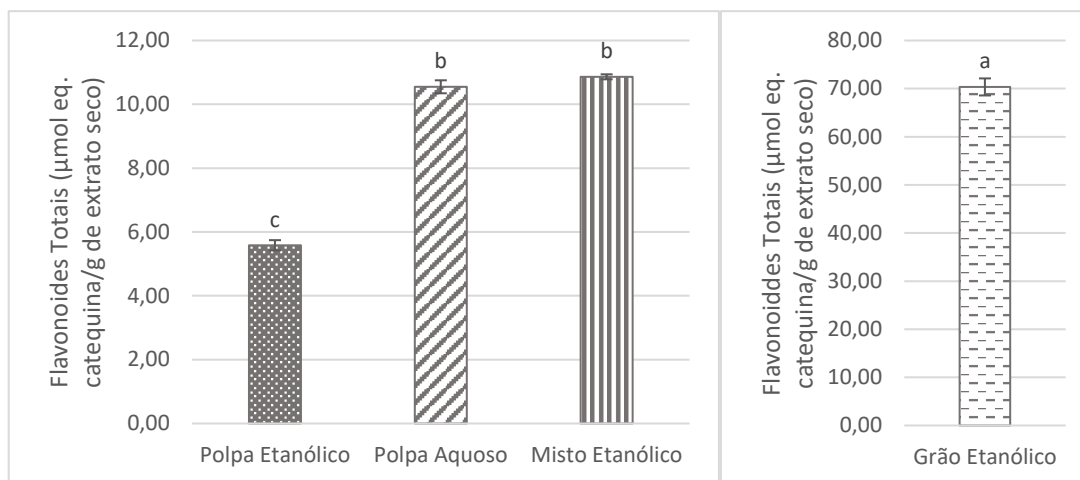 Flavonoides Totais (µmol eq.
catequina/g de extrato seco)
12,00
10,00
8,00
6,00
4,00
2,00
0,00
c
b
b
Polpa Etanólico
Polpa Aquoso
Misto Etanólico
Flavonoiddes Totais (µmol eq.
catequina/g de extrato seco)
80,00
70,00
60,00
50,00
40,00
30,00
20,00
10,00
0,00
a
Grão Etanólico